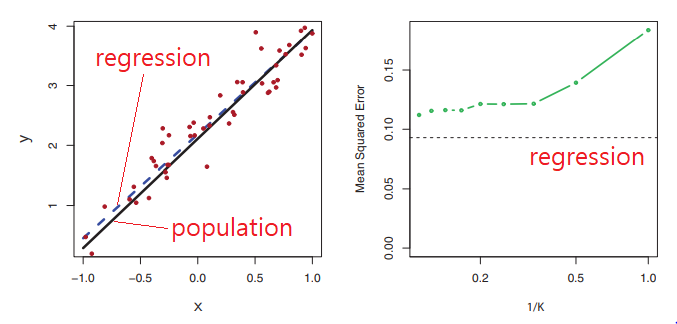 regression
population
y
4
3
2
1
−1.0 −0.5 0.0 0.5 1.0
X
Mean Squared Error
0.15
0.10
0.05
0.00
regression
0.2 0.5 1.0
1/K